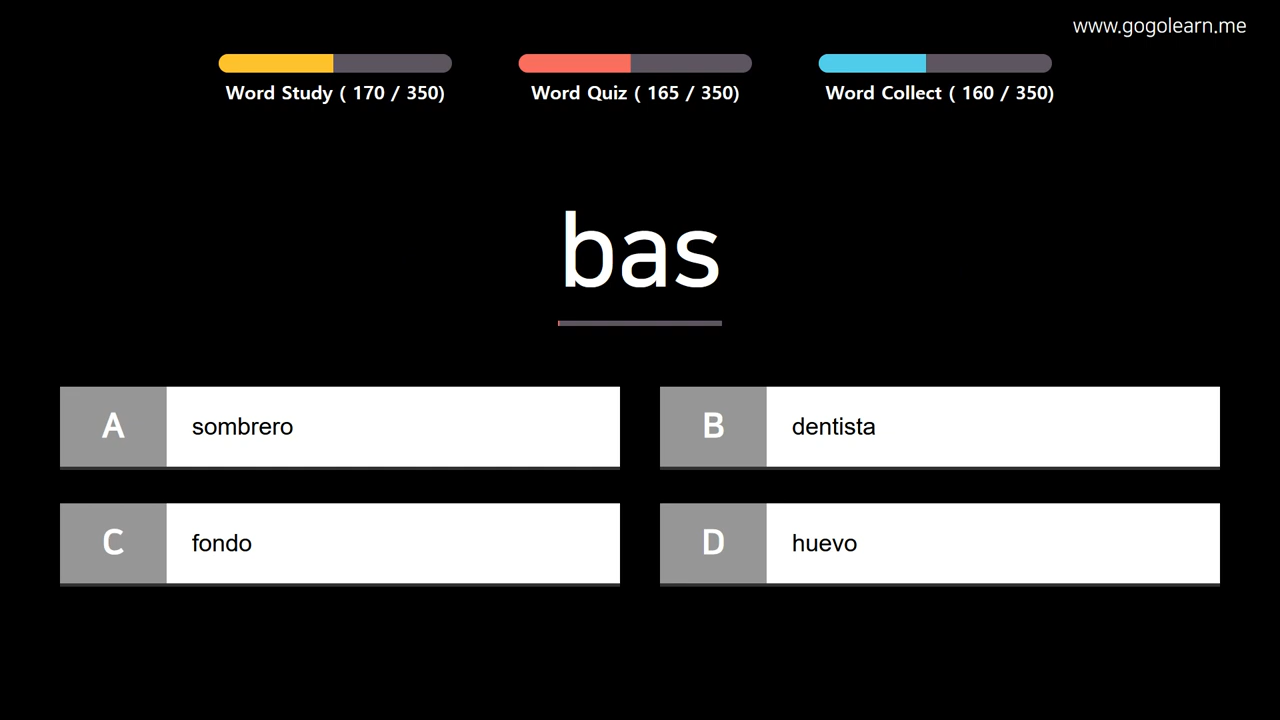 www.gogolearn.me
Word Study ( 170 / 350)
Word Quiz ( 165 / 350)
Word Collect ( 160 / 350)
bas
A sombrero
B dentista
C fondo
D huevo